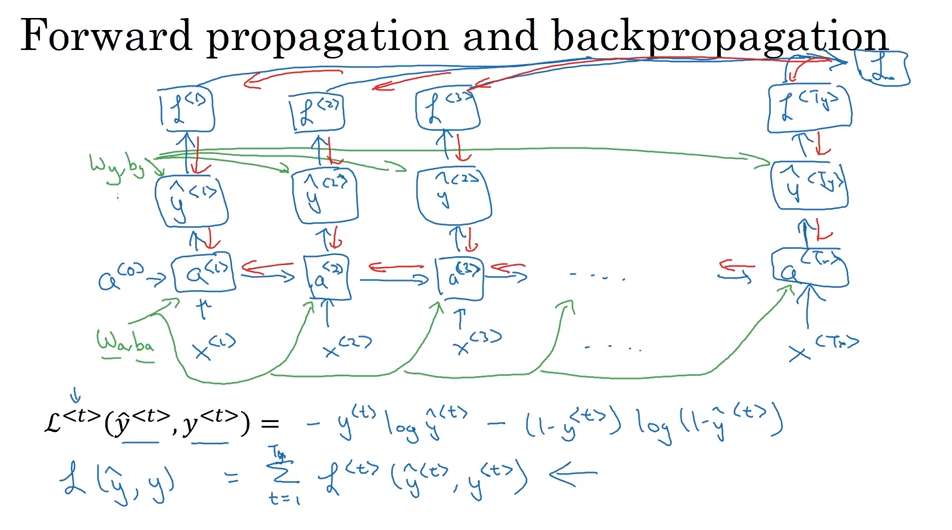 Forward propagation and backpropagation
ℒ
ℒ<1> ℒ<2> ℒ<3> ℒ<Ty>
Wy, by
ŷ<1> ŷ<2> ŷ<2> ŷ<Ty>
a<0> a<1> a<2> a<3> .... a<Tx>
Wa, ba
x<1> x<2> x<3> ..... x<Tx>
ℒ<t>(ŷ<t>, y<t>) = - y<t> log ŷ<t> - (1-y<t>) log(1-ŷ<t>)
ℒ(ŷ, y) = Σ_{t=1}^{Ty} ℒ<t>(ŷ<t>, y<t>) ←